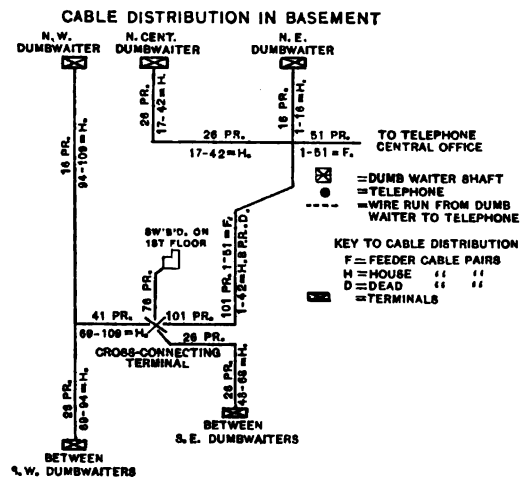 CABLE DISTRIBUTION IN BASEMENT
N.W.
DUMBWAITER
N.CENT.
DUMBWAITER
N.E.
DUMBWAITER
26 PR.
17-42=H.
16 PR.
1-16=H.
16 PR.
94-109=H.
26 PR.
17-42=H.
51 PR.
1-51=F.
TO TELEPHONE
CENTRAL OFFICE
=DUMB WAITER SHAFT
=TELEPHONE
=WIRE RUN FROM DUMB
WAITER TO TELEPHONE
KEY TO CABLE DISTRIBUTION
F=FEEDER CABLE PAIRS
H=HOUSE " "
D=DEAD " "
=TERMINALS
SW'B'D. ON
1ST FLOOR
76 PR.
101 PR. 1-51=F.
1-42=H.8 PR.D.
41 PR.
69-109=H.
101 PR.
26 PR.
CROSS-CONNECTING
TERMINAL
26 PR.
69-94=H.
26 PR.
43-68=H.
BETWEEN
S.E. DUMBWAITERS
BETWEEN
S.W. DUMBWAITERS